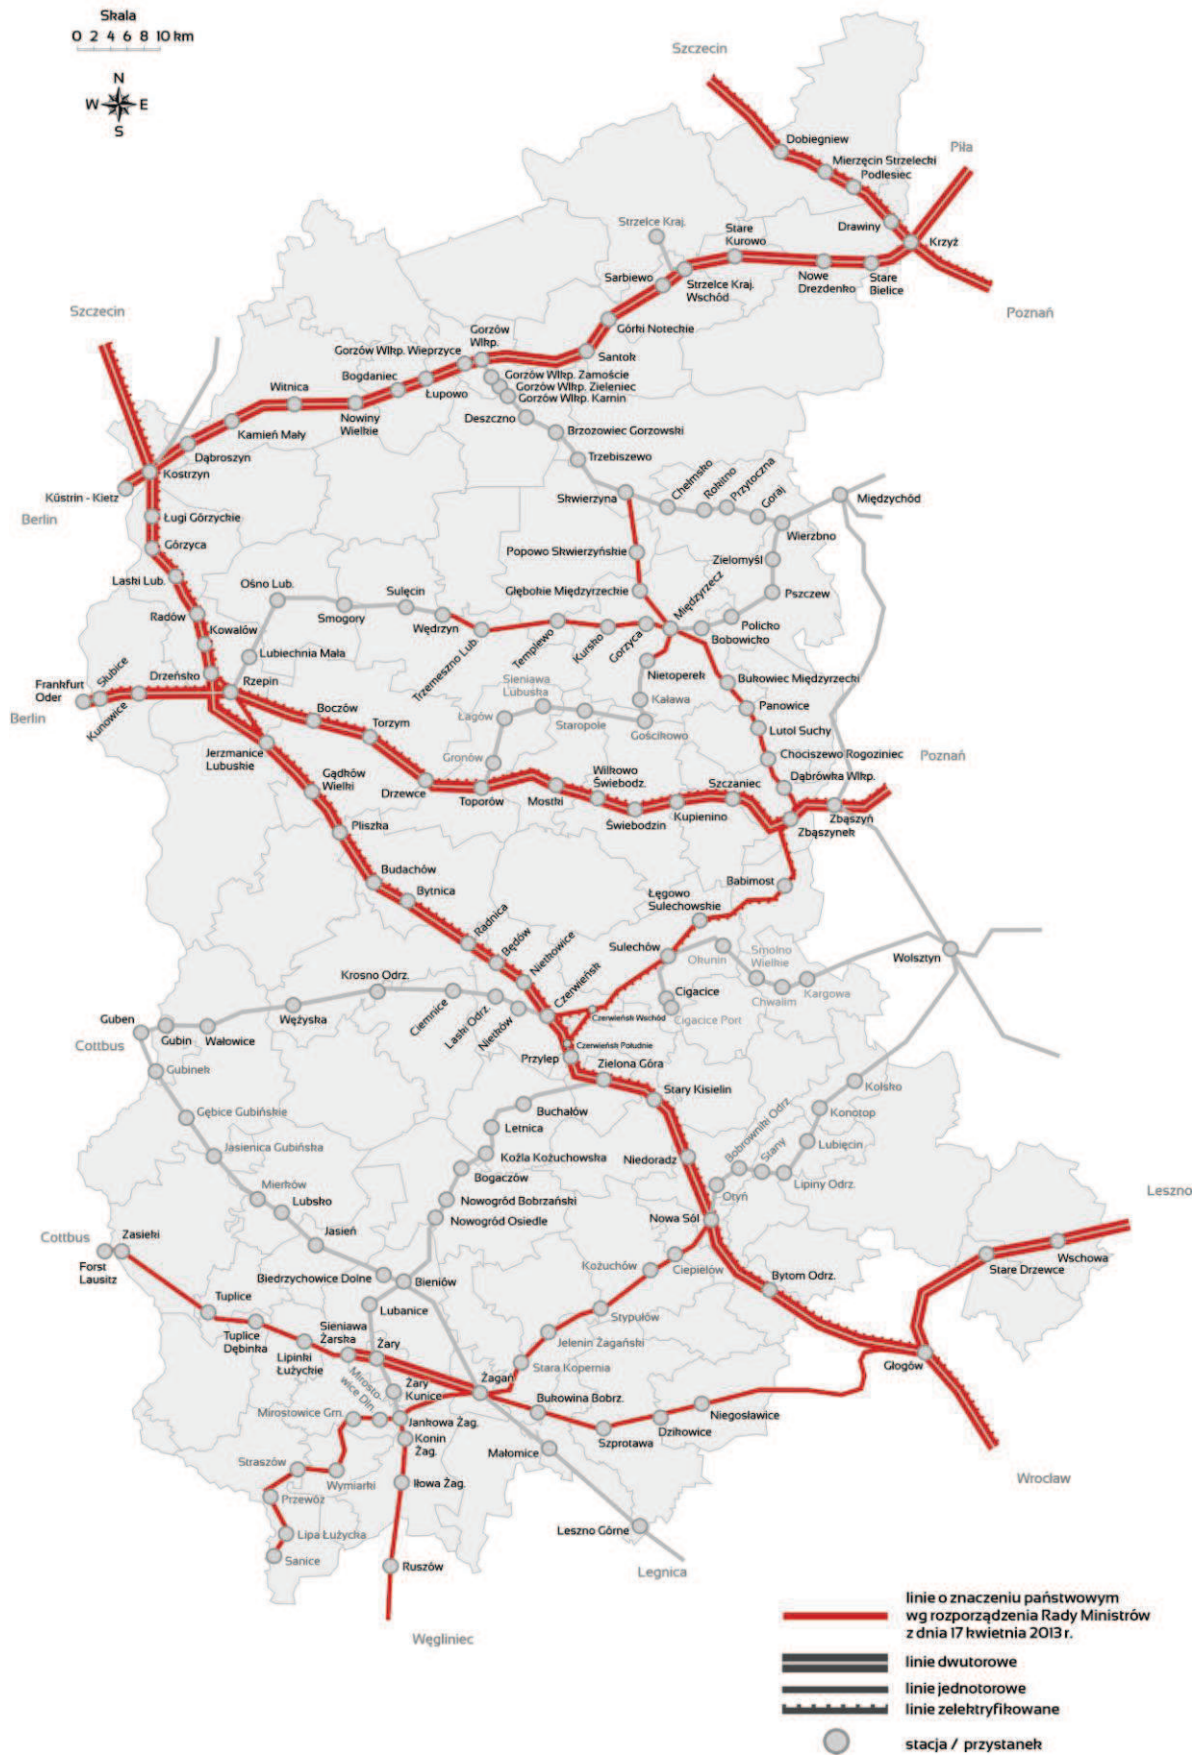 Skala
0 2 4 6 8 10 km
N
W E
S
Szczecin
Dobiegniew
Mierzęcin Strzelecki
Podlesiec
Piła
Drawiny
Krzyż
Strzelce Kraj.
Stare
Kurowo
Sarbiewo
Strzelce Kraj.
Wschód
Nowe
Drezdenko
Stare
Bielice
Poznań
Szczecin
Górki Noteckie
Gorzów
Wlkp.
Gorzów Wlkp. Wieprzyce
Santok
Bogdaniec
Gorzów Wlkp. Zamoście
Gorzów Wlkp. Zieleniec
Gorzów Wlkp. Karnin
Witnica
Łupowo
Nowiny
Wielkie
Deszczno
Kamień Mały
Brzozowiec Gorzowski
Dąbroszyn
Trzebiszewo
Kostrzyn
Küstrin - Kietz
Berlin
Skwierzyna
Chełmsko
Rokitno
Przytoczna
Goraj
Międzychód
Wierzbno
Ługi Górzyckie
Górzyca
Popowo Skwierzyńskie
Zielomyśl
Laski Lub.
Ośno Lub.
Sulęcin
Głębokie Międzyrzeckie
Międzyrzecz
Pszczew
Radów
Smogory
Wędrzyn
Policko
Kowalów
Bobowicko
Trzemeszno Lub.
Templewo
Kursko
Gorzyca
Lubiechnia Mała
Nietoperek
Drzeńsko
Rzepin
Frankfurt
Oder
Słubice
Kunowice
Berlin
Sieniawa
Lubuska
Bukowiec Międzyrzecki
Kaława
Panowice
Boczów
Łagów
Staropole
Gościkowo
Lutol Suchy
Torzym
Jerzmanice
Lubuskie
Gronów
Chociszewo Rogoziniec
Poznań
Gądków
Wielki
Drzewce
Toporów
Mostki
Wilkowo
Świebodz.
Szczaniec
Dąbrówka Wlkp.
Świebodzin
Kupienino
Zbąszynek
Zbąszyń
Pliszka
Budachów
Bytnica
Babimost
Łęgowo
Sulechowskie
Radnica
Będów
Nietkowice
Sulechów
Okunin
Smolno
Wielkie
Wolsztyn
Krosno Odrz.
Czerwieńsk
Cigacice
Chwalim
Kargowa
Wężyska
Ciemnice
Laski Odrz.
Nietków
Czerwieńsk Wschód
Cigacice Port
Guben
Gubin
Wałowice
Cottbus
Czerwieńsk Południe
Przylep
Zielona Góra
Gubinek
Stary Kisielin
Kolsko
Buchałów
Konotop
Gębice Gubińskie
Letnica
Bobrowniki Odrz.
Stany
Lubięcin
Jasienica Gubińska
Koźla Kożuchowska
Niedoradz
Bogaczów
Lipiny Odrz.
Mierków
Otyń
Lubsko
Nowogród Bobrzański
Leszno
Nowogród Osiedle
Nowa Sól
Jasień
Cottbus
Zasieki
Wschowa
Stare Drzewce
Forst
Lausitz
Biedrzychowice Dolne
Bieniów
Kożuchów
Ciepielów
Bytom Odrz.
Lubanice
Tuplice
Stypułów
Sieniawa
Żarska
Tuplice
Dębinka
Żary
Jelenin Żagański
Głogów
Lipinki
Łużyckie
Stara Kopernia
Mirosto-
wice Dln.
Żary
Kunice
Żagań
Bukowina Bobrz.
Niegosławice
Mirostowice Grn.
Jankowa Żag.
Szprotawa
Dzikowice
Konin
Żag.
Małomice
Straszów
Wymiarki
Iłowa Żag.
Wrocław
Przewóz
Leszno Górne
Lipa Łużycka
Sanice
Ruszów
Legnica
Węgliniec
linie o znaczeniu państwowym
wg rozporządzenia Rady Ministrów
z dnia 17 kwietnia 2013 r.
linie dwutorowe
linie jednotorowe
linie zelektryfikowane
stacja / przystanek